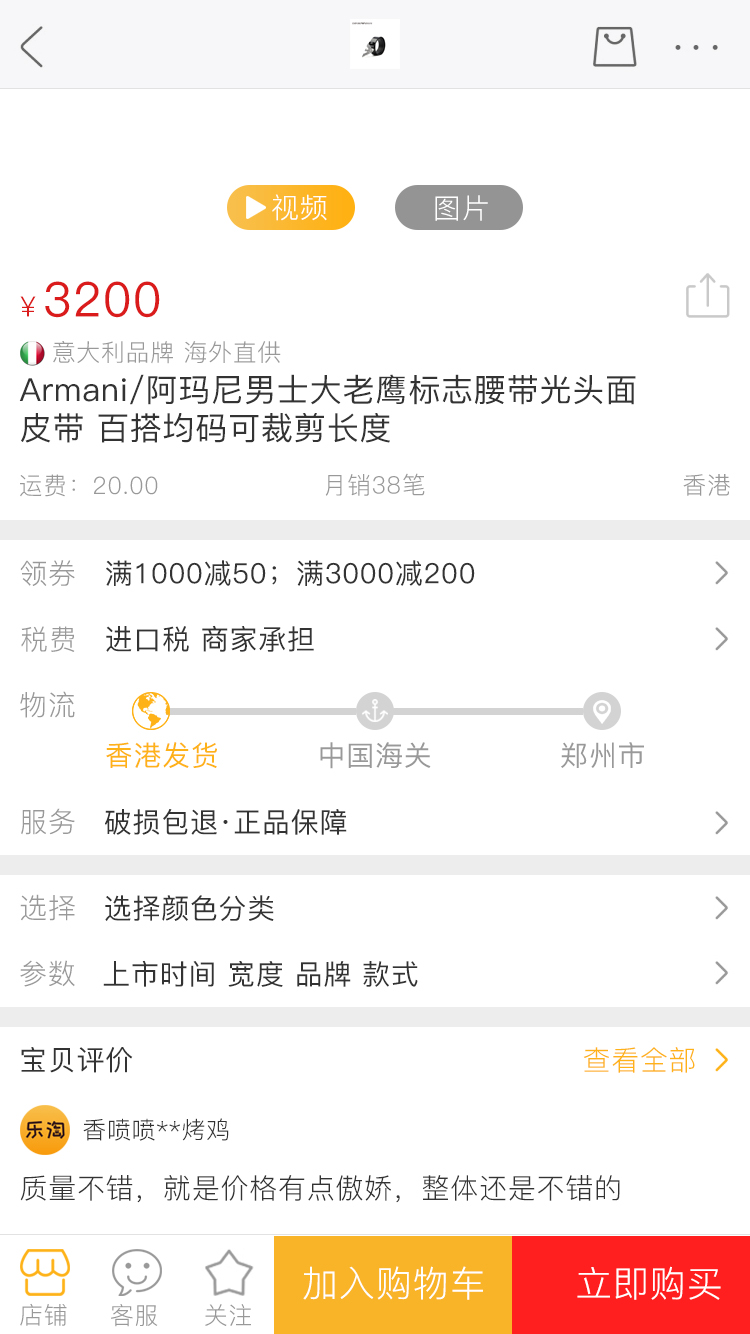 视频 图片
¥3200
意大利品牌 海外直供
Armani/阿玛尼男士大老鹰标志腰带光头面
皮带 百搭均码可裁剪长度
运费：20.00 月销38笔 香港
领券 满1000减50；满3000减200
税费 进口税 商家承担
物流
香港发货 中国海关 郑州市
服务 破损包退·正品保障
选择 选择颜色分类
参数 上市时间 宽度 品牌 款式
宝贝评价 查看全部
乐淘 香喷喷**烤鸡
质量不错，就是价格有点傲娇，整体还是不错的
店铺 客服 关注 加入购物车 立即购买